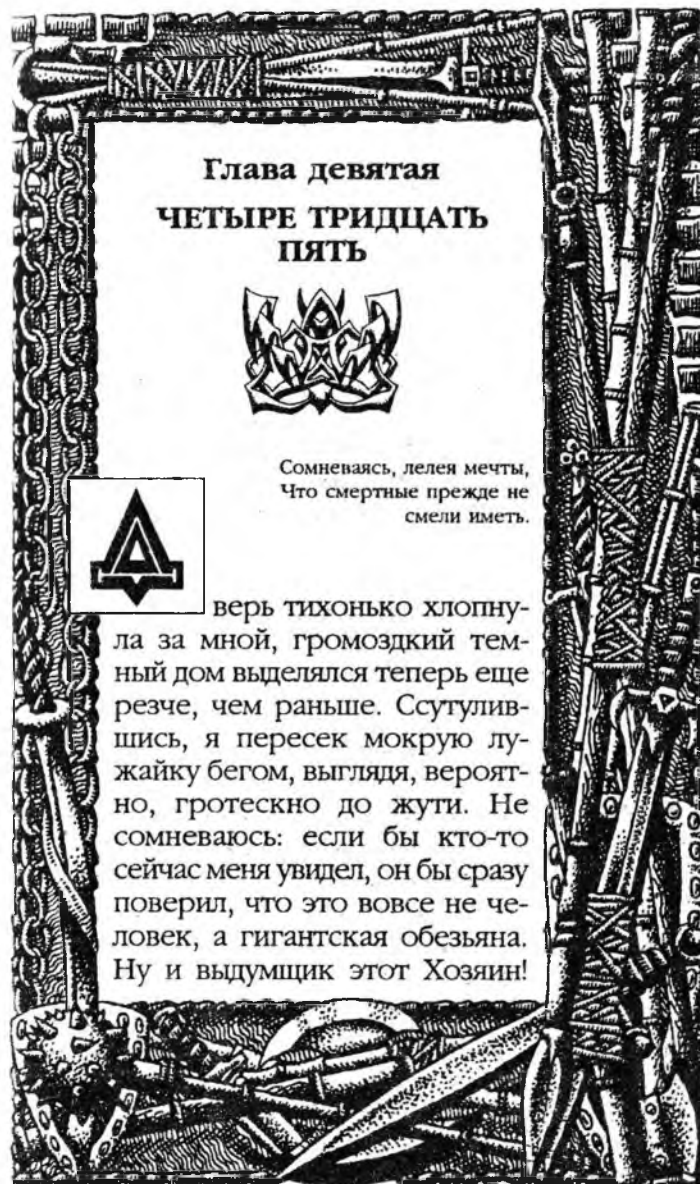 Глава девятая
ЧЕТЫРЕ ТРИДЦАТЬ
ПЯТЬ
Сомневаясь, лелея мечты,
Что смертные прежде не
смели иметь.
Дверь тихонько хлопну-
ла за мной, громоздкий тем-
ный дом выделялся теперь еще
резче, чем раньше. Ссутулив-
шись, я пересек мокрую лу-
жайку бегом, выглядя, вероят-
но, гротескно до жути. Не
сомневаюсь: если бы кто-то
сейчас меня увидел, он бы сразу
поверил, что это вовсе не че-
ловек, а гигантская обезьяна.
Ну и выдумщик этот Хозяин!